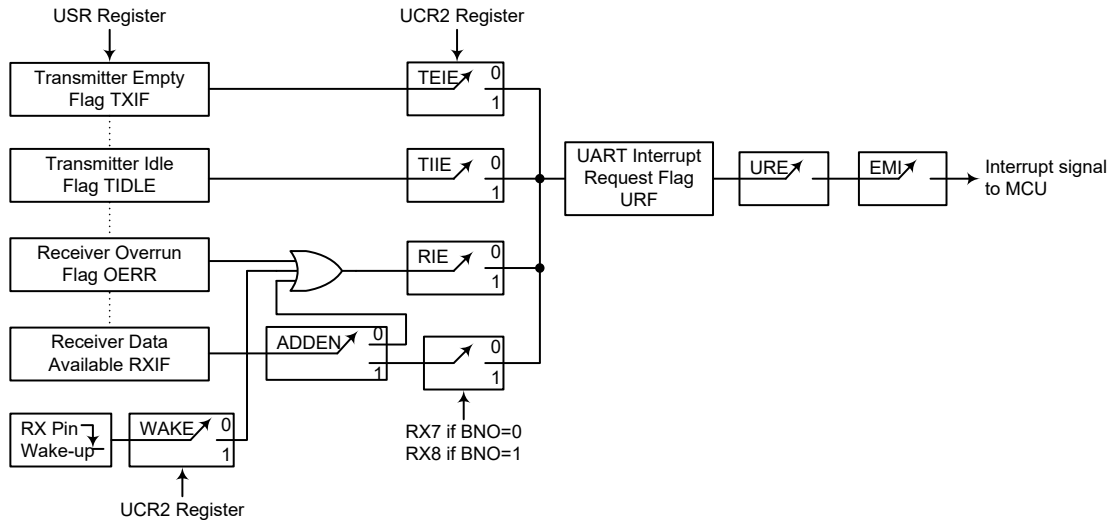 USR Register
UCR2 Register
Transmitter Empty
Flag TXIF
TEIE
0
1
Transmitter Idle
Flag TIDLE
TIIE
0
1
UART Interrupt
Request Flag
URF
URE
EMI
Interrupt signal
to MCU
Receiver Overrun
Flag OERR
RIE
0
1
Receiver Data
Available RXIF
ADDEN
0
1
0
1
RX7 if BNO=0
RX8 if BNO=1
RX Pin
Wake-up
WAKE
0
1
UCR2 Register